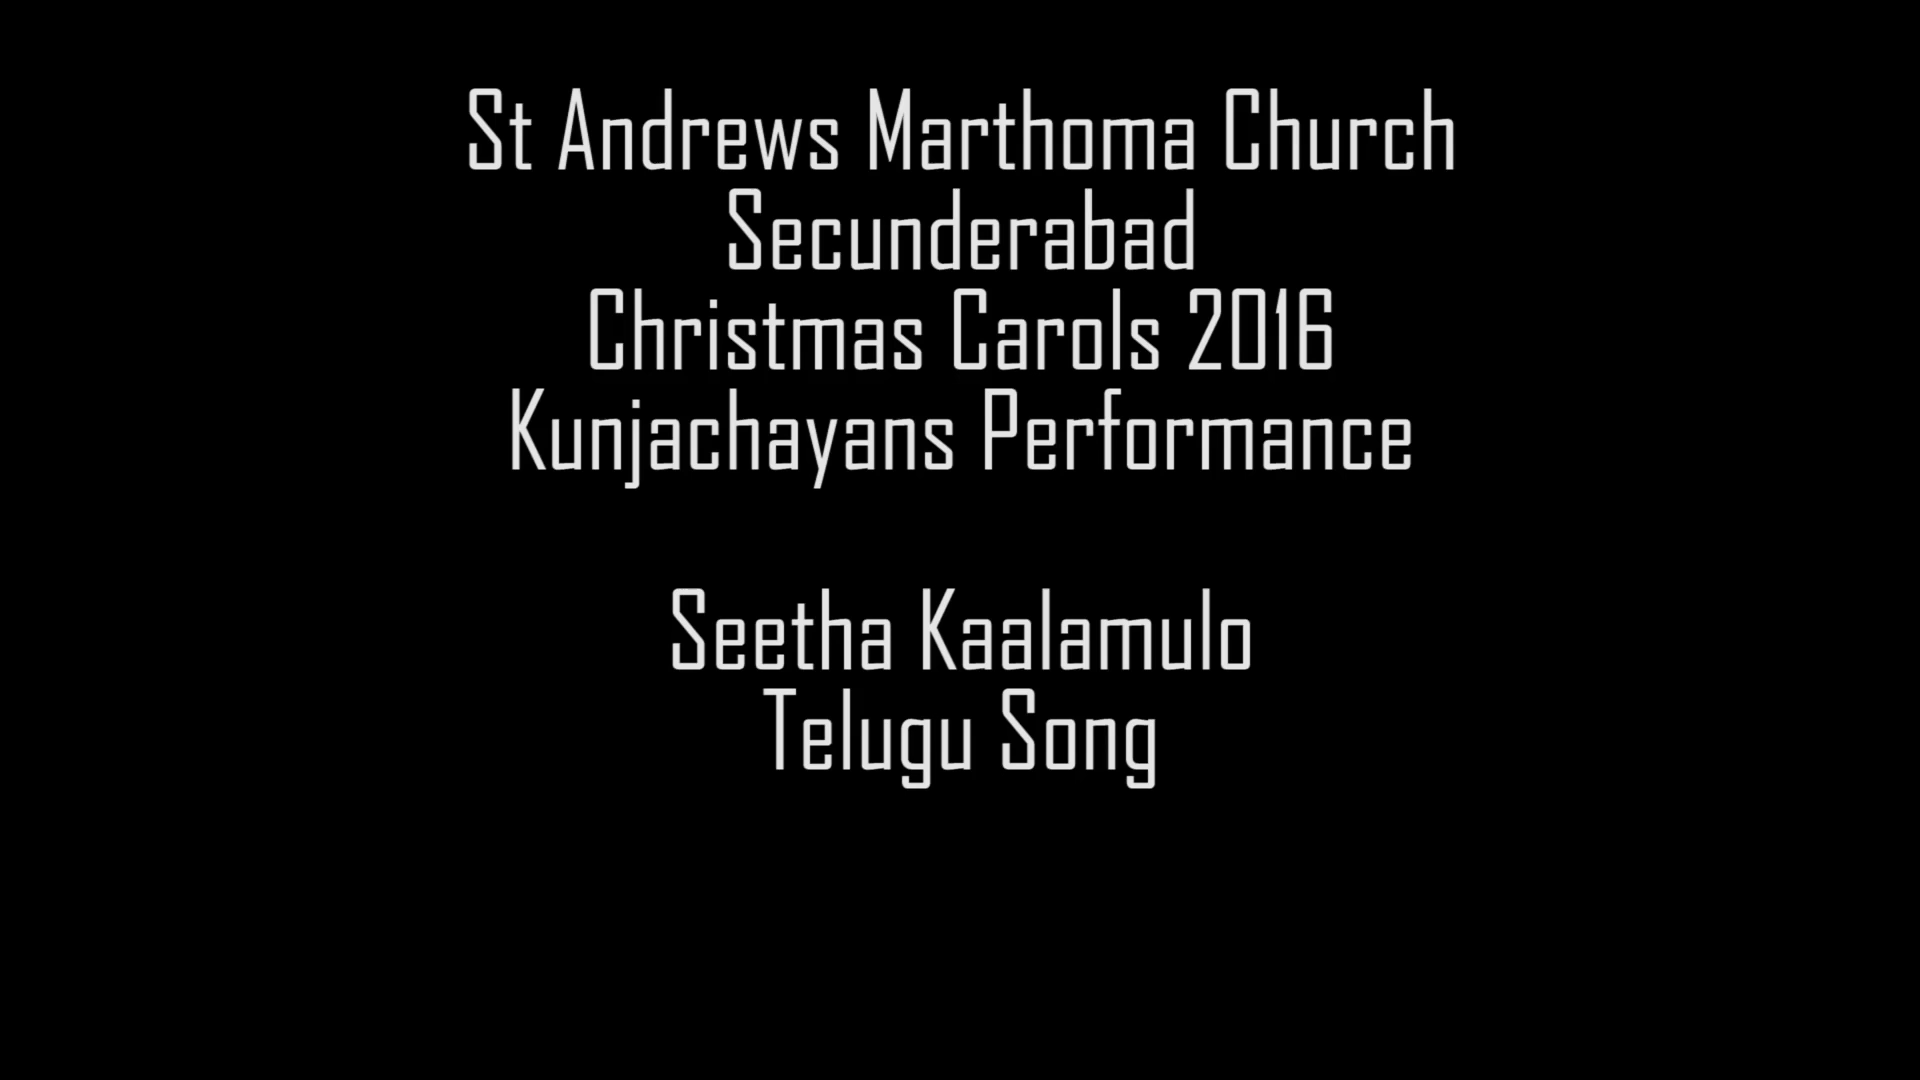 St Andrews Marthoma Church
Secunderabad
Christmas Carols 2016
Kunjachayans Performance
Seetha Kaalamulo
Telugu Song